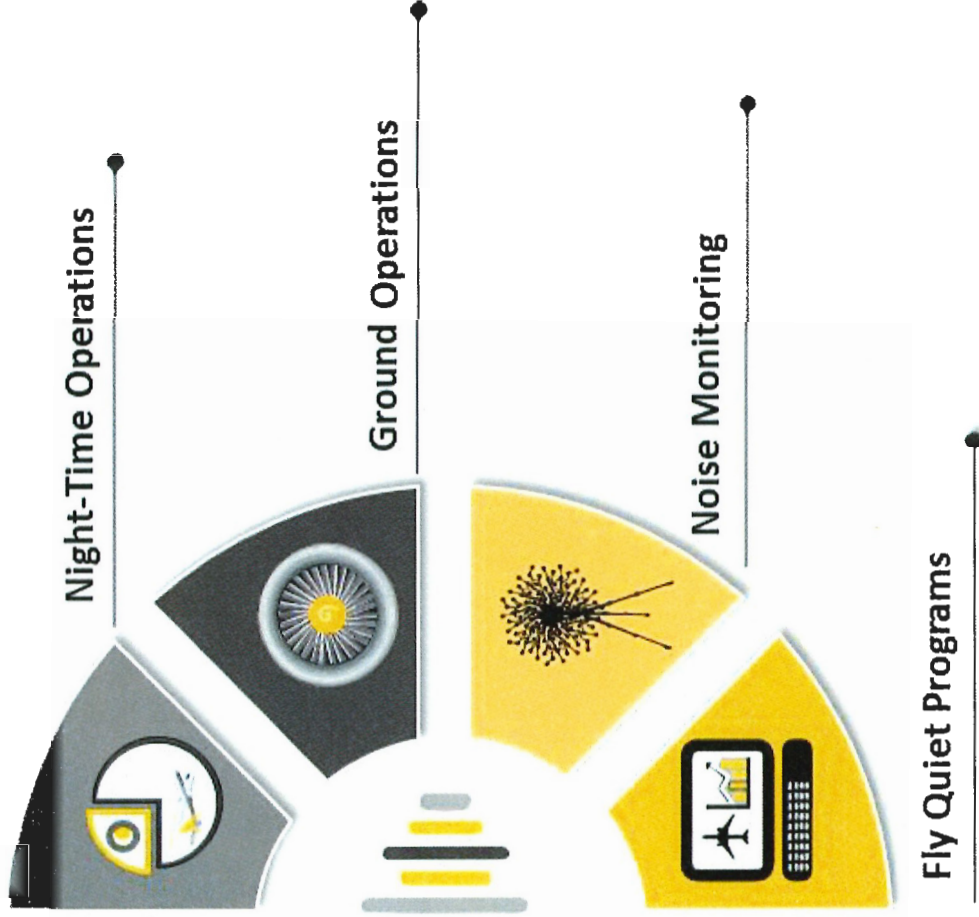 Night-Time Operations
Ground Operations
Noise Monitoring
Fly Quiet Programs